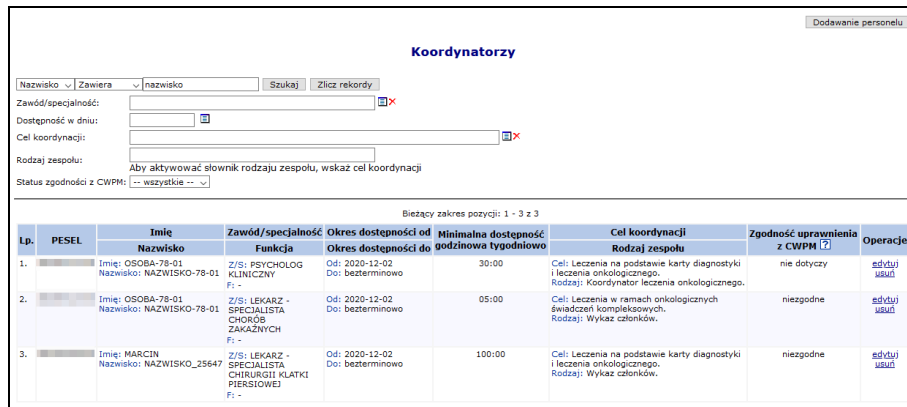 Dodawanie personelu
Koordynatorzy
Nazwisko Zawiera nazwisko Szukaj Zlicz rekordy
Zawód/specjalność:
Dostępność w dniu:
Cel koordynacji:
Rodzaj zespołu:
Aby aktywować słownik rodzaju zespołu, wskaż cel koordynacji
Status zgodności z CWPM: -- wszystkie --
Bieżący zakres pozycji: 1 - 3 z 3
Lp. PESEL Imię Zawód/specjalność Okres dostępności od Minimalna dostępność godzinowa tygodniowo Cel koordynacji Zgodność uprawnienia z CWPM ? Operacje
Nazwisko Funkcja Okres dostępności do Rodzaj zespołu
1. Imię: OSOBA-78-01 Z/S: PSYCHOLOG Od: 2020-12-02 30:00 Cel: Leczenia na podstawie karty diagnostyki nie dotyczy edytuj
Nazwisko: NAZWISKO-78-01 KLINICZNY Do: bezterminowo i leczenia onkologicznego. usuń
F: - Rodzaj: Koordynator leczenia onkologicznego.
2. Imię: OSOBA-78-01 Z/S: LEKARZ - Od: 2020-12-02 05:00 Cel: Leczenia w ramach onkologicznych niezgodne edytuj
Nazwisko: NAZWISKO-78-01 SPECJALISTA Do: bezterminowo świadczeń kompleksowych. usuń
CHORÓB Rodzaj: Wykaz członków.
ZAKAŹNYCH
F: -
3. Imię: MARCIN Z/S: LEKARZ - Od: 2020-12-02 100:00 Cel: Leczenia na podstawie karty diagnostyki niezgodne edytuj
Nazwisko: NAZWISKO_25647 SPECJALISTA Do: bezterminowo i leczenia onkologicznego. usuń
CHIRURGII KLATKI Rodzaj: Wykaz członków.
PIERSIOWEJ
F: -